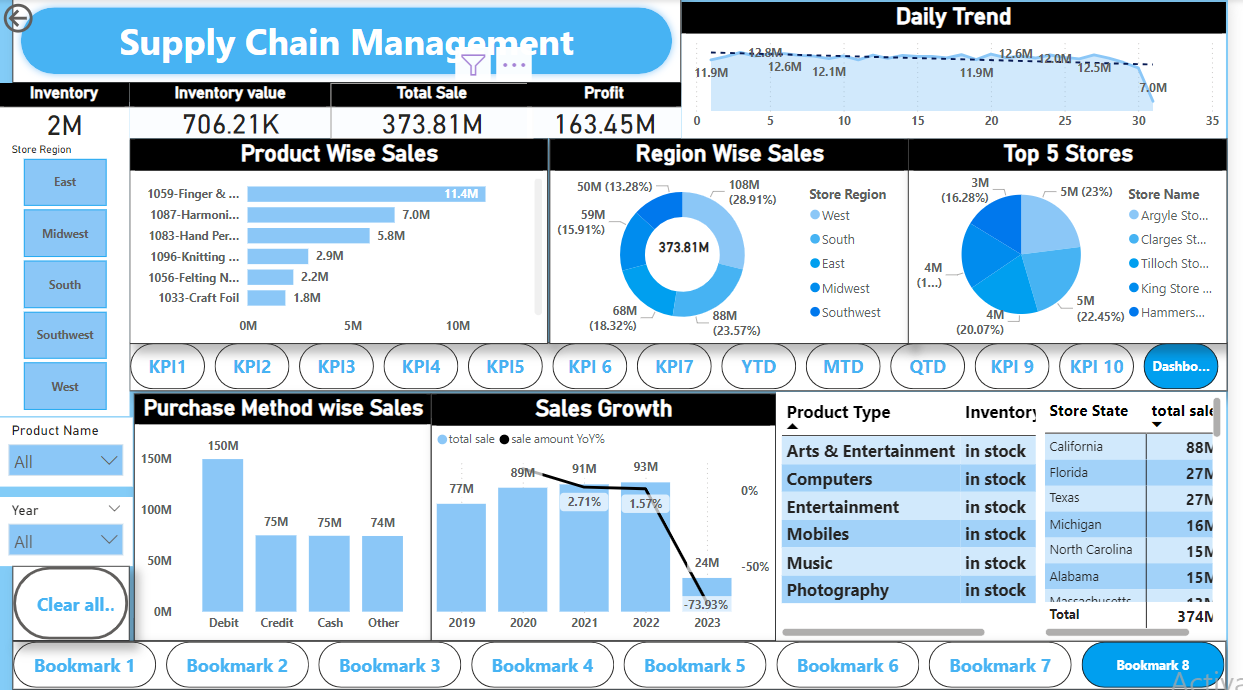 Supply Chain Management
Daily Trend
11.9M
12.8M
12.6M
12.1M
11.9M
12.6M
12.0M
12.5M
7.0M
0 5 10 15 20 25 30 35
Inventory
2M
Inventory value
706.21K
Total Sale
373.81M
Profit
163.45M
Store Region
East
Midwest
South
Southwest
West
Product Name
All
Year
All
Clear all..
Product Wise Sales
1059-Finger & ... 11.4M
1087-Harmoni... 7.0M
1083-Hand Per... 5.8M
1096-Knitting ... 2.9M
1056-Felting N... 2.2M
1033-Craft Foil 1.8M
0M 5M 10M
Region Wise Sales
50M (13.28%)
108M
(28.91%)
59M
(15.91%)
373.81M
68M
(18.32%)
88M
(23.57%)
Store Region
West
South
East
Midwest
Southwest
Top 5 Stores
3M
(16.28%)
5M (23%)
4M
(1...)
4M
(20.07%)
5M
(22.45%)
Store Name
Argyle Sto...
Clarges St...
Tilloch Sto...
King Store ...
Hammers...
KPI1 KPI2 KPI3 KPI4 KPI5 KPI 6 KPI7 YTD MTD QTD KPI 9 KPI 10 Dashbo...
Purchase Method wise Sales
150M
100M
50M
0M
150M 75M 75M 74M
Debit Credit Cash Other
Sales Growth
total sale sale amount YoY%
77M 89M 91M 93M 24M
2.71% 1.57% -73.93%
0%
-50%
2019 2020 2021 2022 2023
Product Type Inventory
Arts & Entertainment in stock
Computers in stock
Entertainment in stock
Mobiles in stock
Music in stock
Photography in stock
Store State total sale
California 88M
Florida 27M
Texas 27M
Michigan 16M
North Carolina 15M
Alabama 15M
Total 374M
Bookmark 1 Bookmark 2 Bookmark 3 Bookmark 4 Bookmark 5 Bookmark 6 Bookmark 7 Bookmark 8